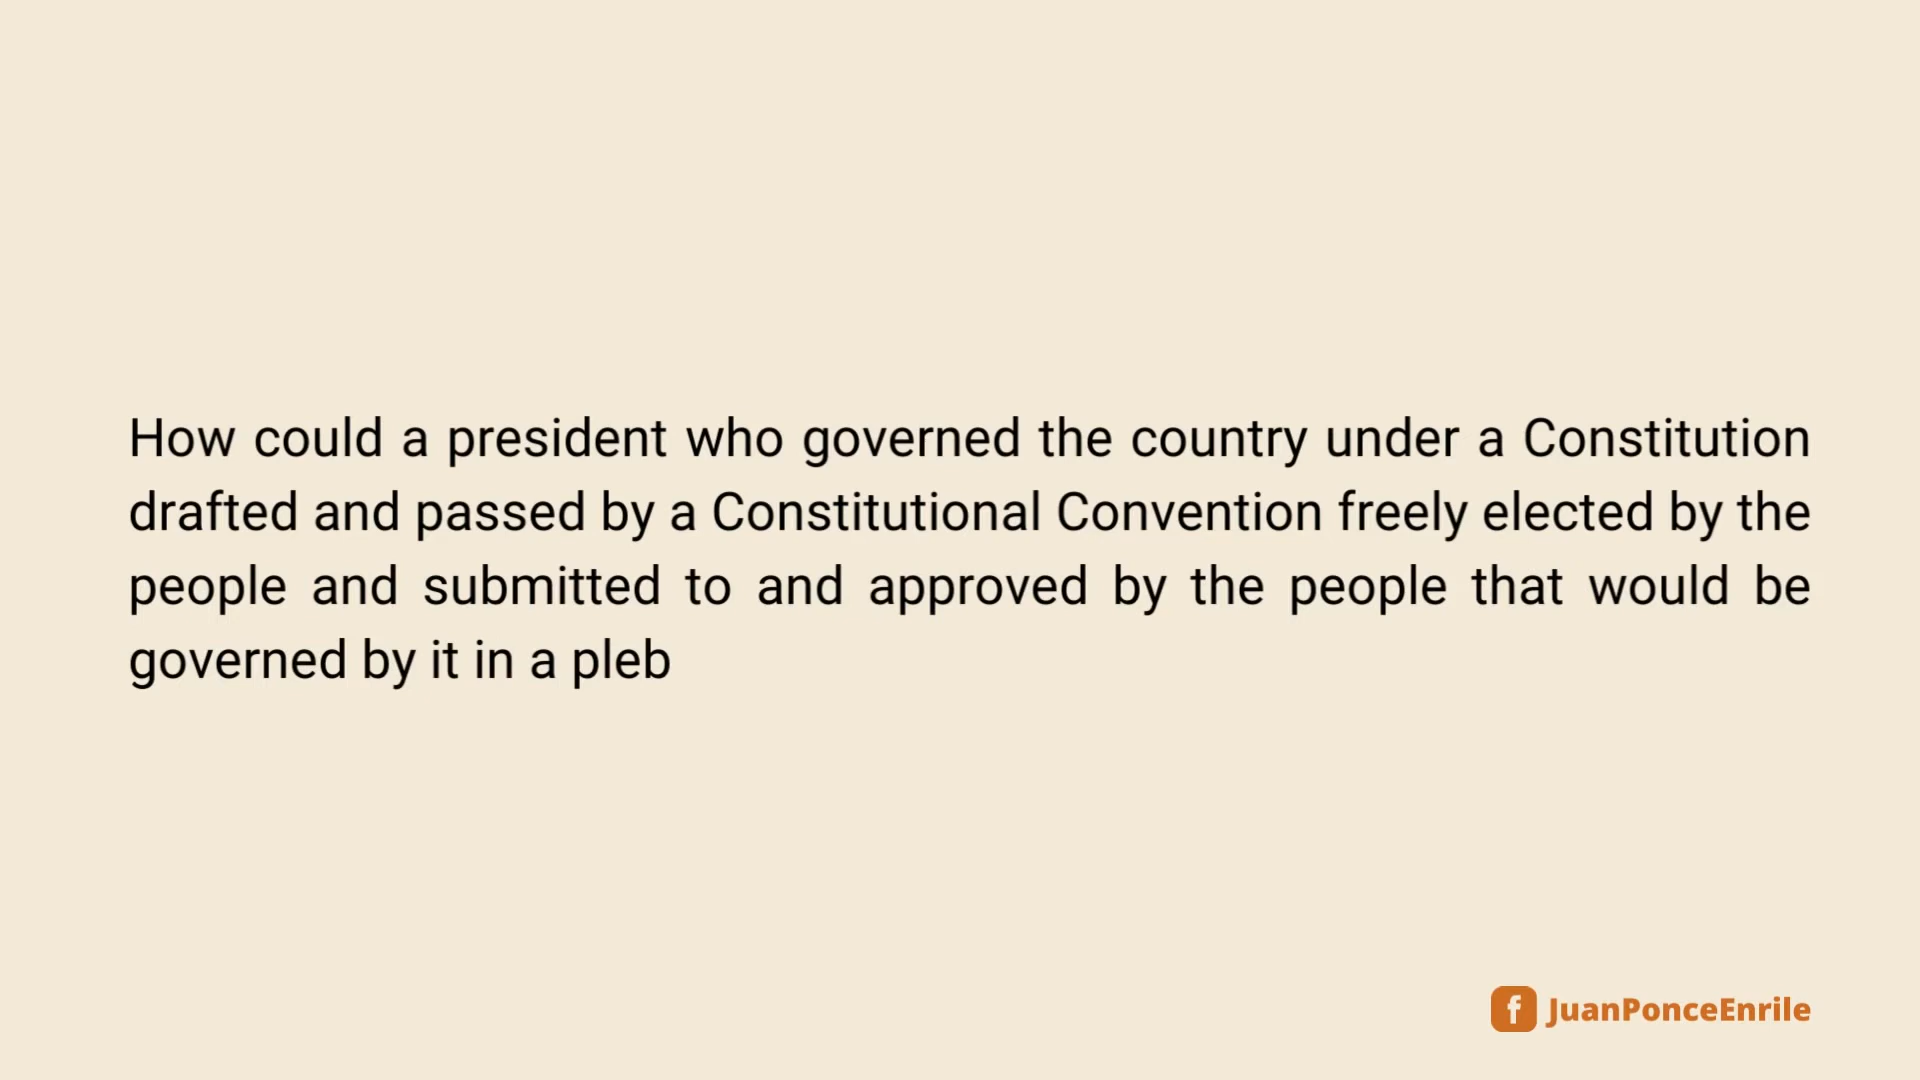 How could a president who governed the country under a Constitution
drafted and passed by a Constitutional Convention freely elected by the
people and submitted to and approved by the people that would be
governed by it in a pleb
JuanPonceEnrile